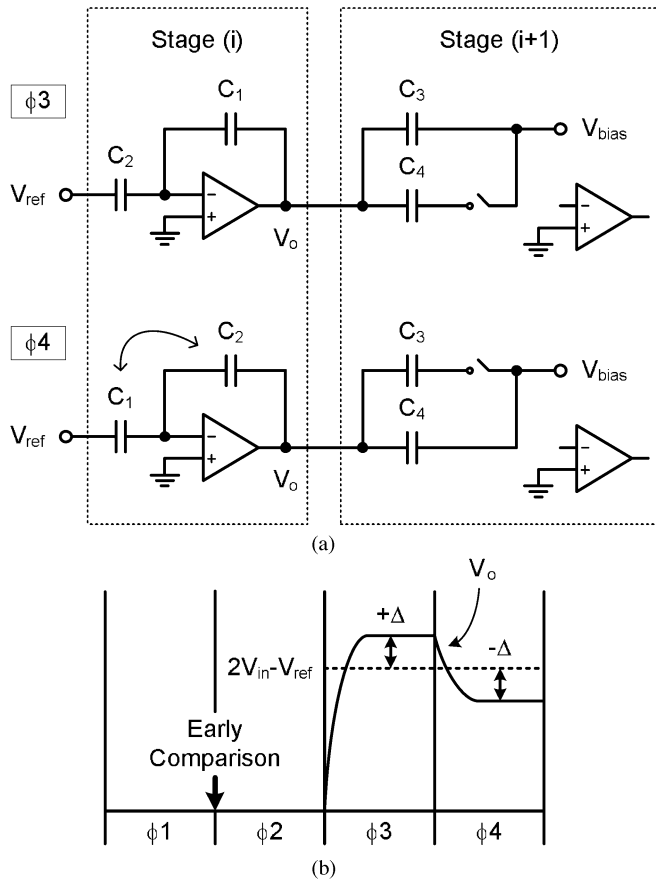 Stage (i)
Stage (i+1)
ϕ3
C1
C2
Vref
Vo
C3
C4
Vbias
−
+
−
+
ϕ4
C2
C1
Vref
Vo
C3
C4
Vbias
−
+
−
+
(a)
Vo
+Δ
-Δ
2Vin-Vref
Early
Comparison
ϕ1
ϕ2
ϕ3
ϕ4
(b)